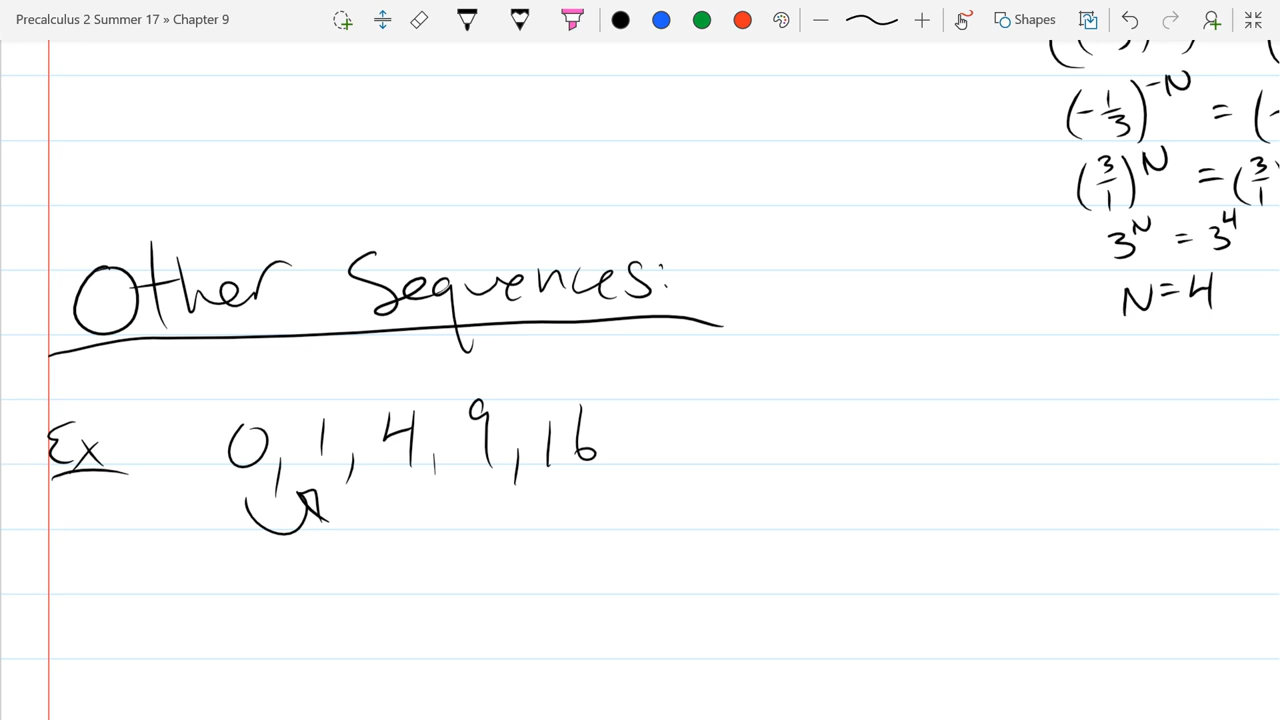 Precalculus 2 Summer 17 » Chapter 9
Shapes
(-1/3)^-N = (-
(3/1)^N = (3/1
3^N = 3^4
N=4
Other Sequences:
Ex 0, 1, 4, 9, 16